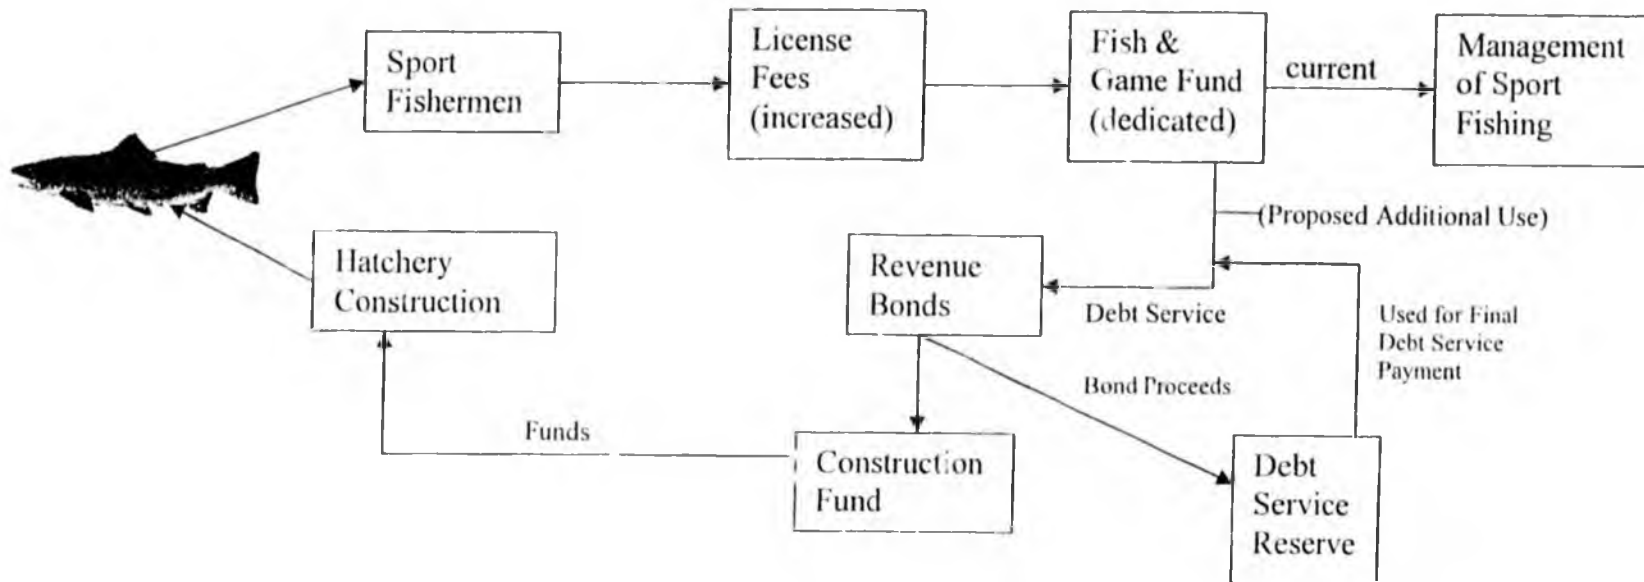 Sport
Fishermen
License
Fees
(increased)
Fish &
Game Fund
(dedicated)
current
Management
of Sport
Fishing
(Proposed Additional Use)
Hatchery
Construction
Revenue
Bonds
Debt Service
Used for Final
Debt Service
Payment
Bond Proceeds
Funds
Construction
Fund
Debt
Service
Reserve